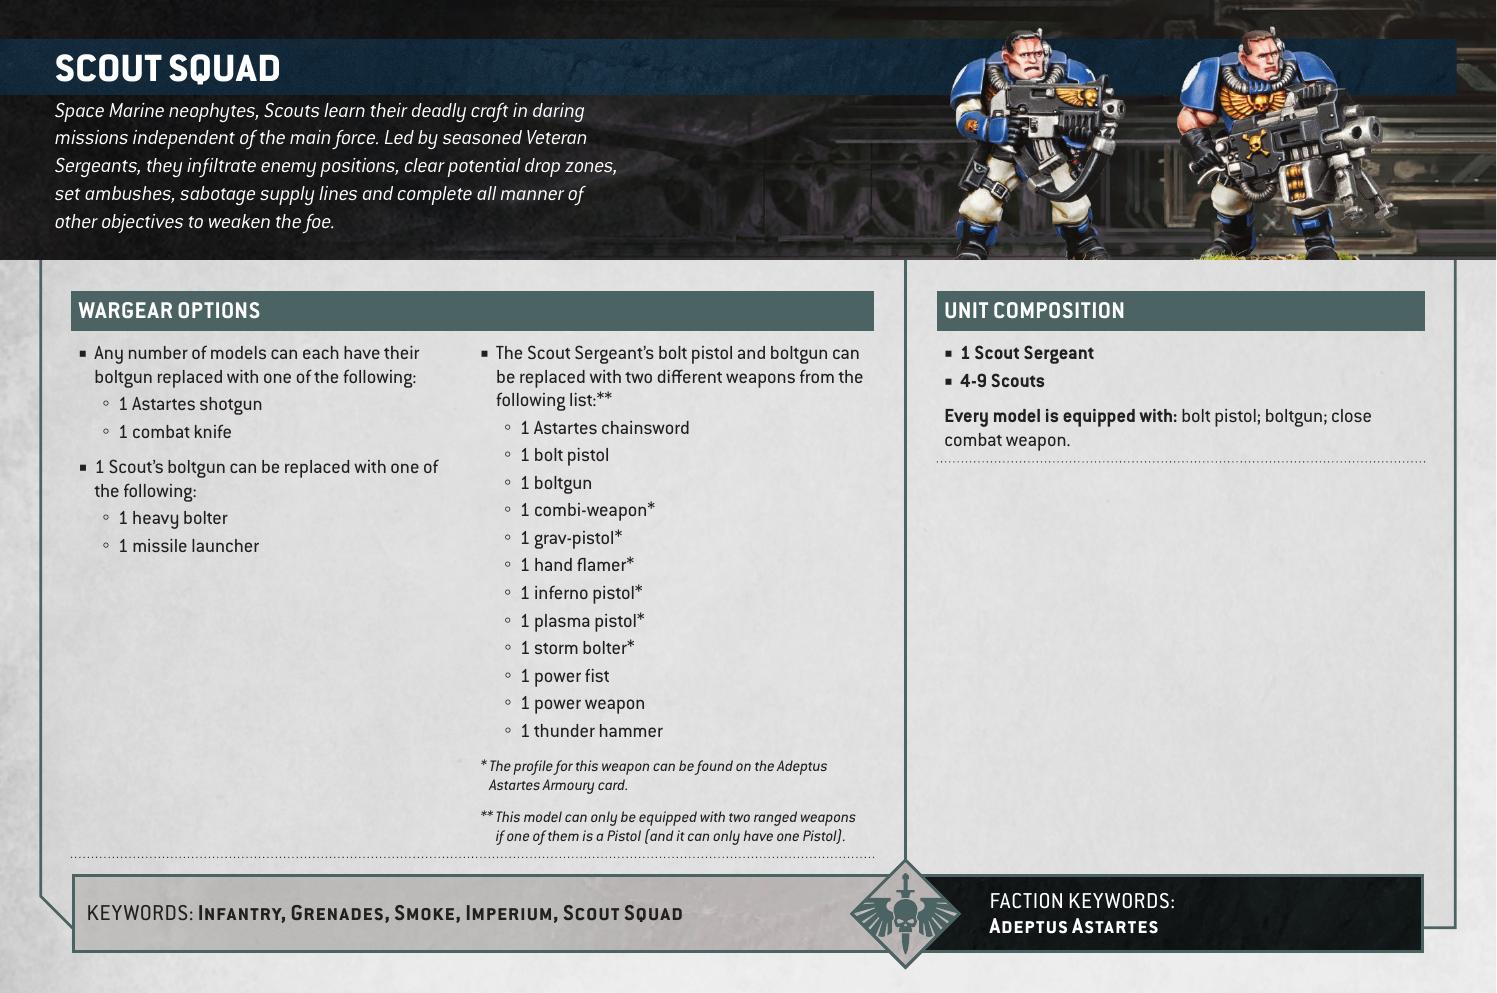 SCOUT SQUAD
Space Marine neophytes, Scouts learn their deadly craft in daring
missions independent of the main force. Led by seasoned Veteran
Sergeants, they infiltrate enemy positions, clear potential drop zones,
set ambushes, sabotage supply lines and complete all manner of
other objectives to weaken the foe.
WARGEAR OPTIONS
■ Any number of models can each have their
boltgun replaced with one of the following:
◦ 1 Astartes shotgun
◦ 1 combat knife
■ 1 Scout's boltgun can be replaced with one of
the following:
◦ 1 heavy bolter
◦ 1 missile launcher
■ The Scout Sergeant's bolt pistol and boltgun can
be replaced with two different weapons from the
following list:**
◦ 1 Astartes chainsword
◦ 1 bolt pistol
◦ 1 boltgun
◦ 1 combi-weapon*
◦ 1 grav-pistol*
◦ 1 hand flamer*
◦ 1 inferno pistol*
◦ 1 plasma pistol*
◦ 1 storm bolter*
◦ 1 power fist
◦ 1 power weapon
◦ 1 thunder hammer
* The profile for this weapon can be found on the Adeptus
Astartes Armoury card.
** This model can only be equipped with two ranged weapons
if one of them is a Pistol (and it can only have one Pistol).
UNIT COMPOSITION
■ 1 Scout Sergeant
■ 4-9 Scouts
Every model is equipped with: bolt pistol; boltgun; close
combat weapon.
KEYWORDS: INFANTRY, GRENADES, SMOKE, IMPERIUM, SCOUT SQUAD
FACTION KEYWORDS:
ADEPTUS ASTARTES